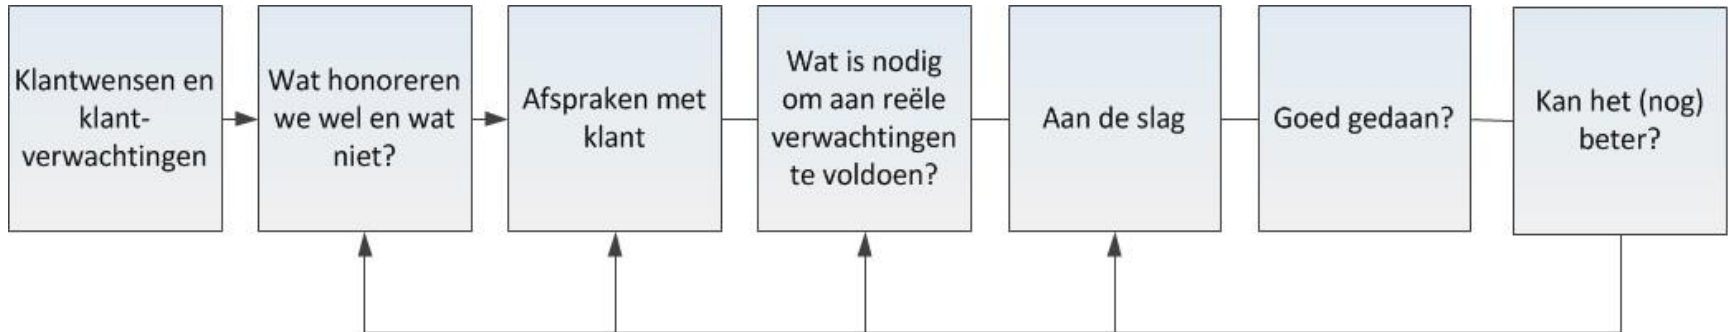 Klantwensen en
klant-
verwachtingen
Wat honoreren
we wel en wat
niet?
Afspraken met
klant
Wat is nodig
om aan reële
verwachtingen
te voldoen?
Aan de slag
Goed gedaan?
Kan het (nog)
beter?